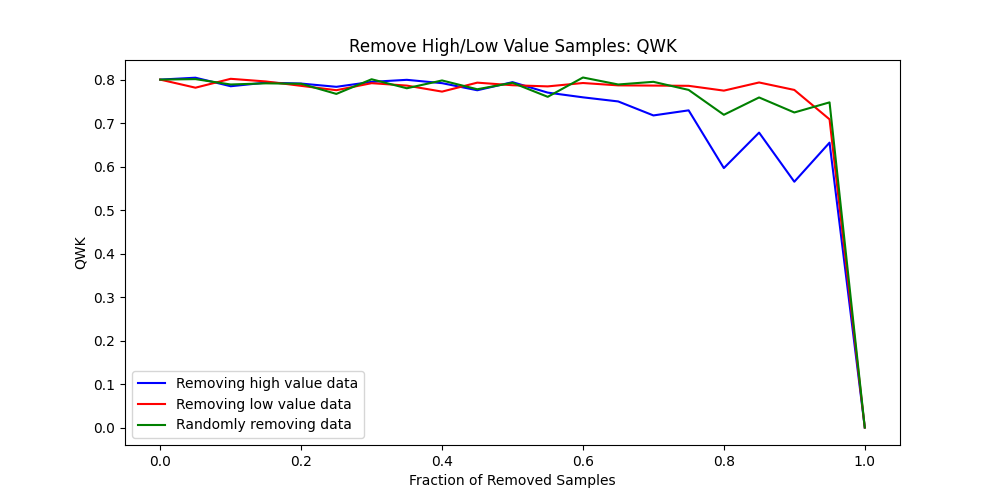 Remove High/Low Value Samples: QWK
QWK
0.8
0.7
0.6
0.5
0.4
0.3
0.2
0.1
0.0
Removing high value data
Removing low value data
Randomly removing data
0.0 0.2 0.4 0.6 0.8 1.0
Fraction of Removed Samples